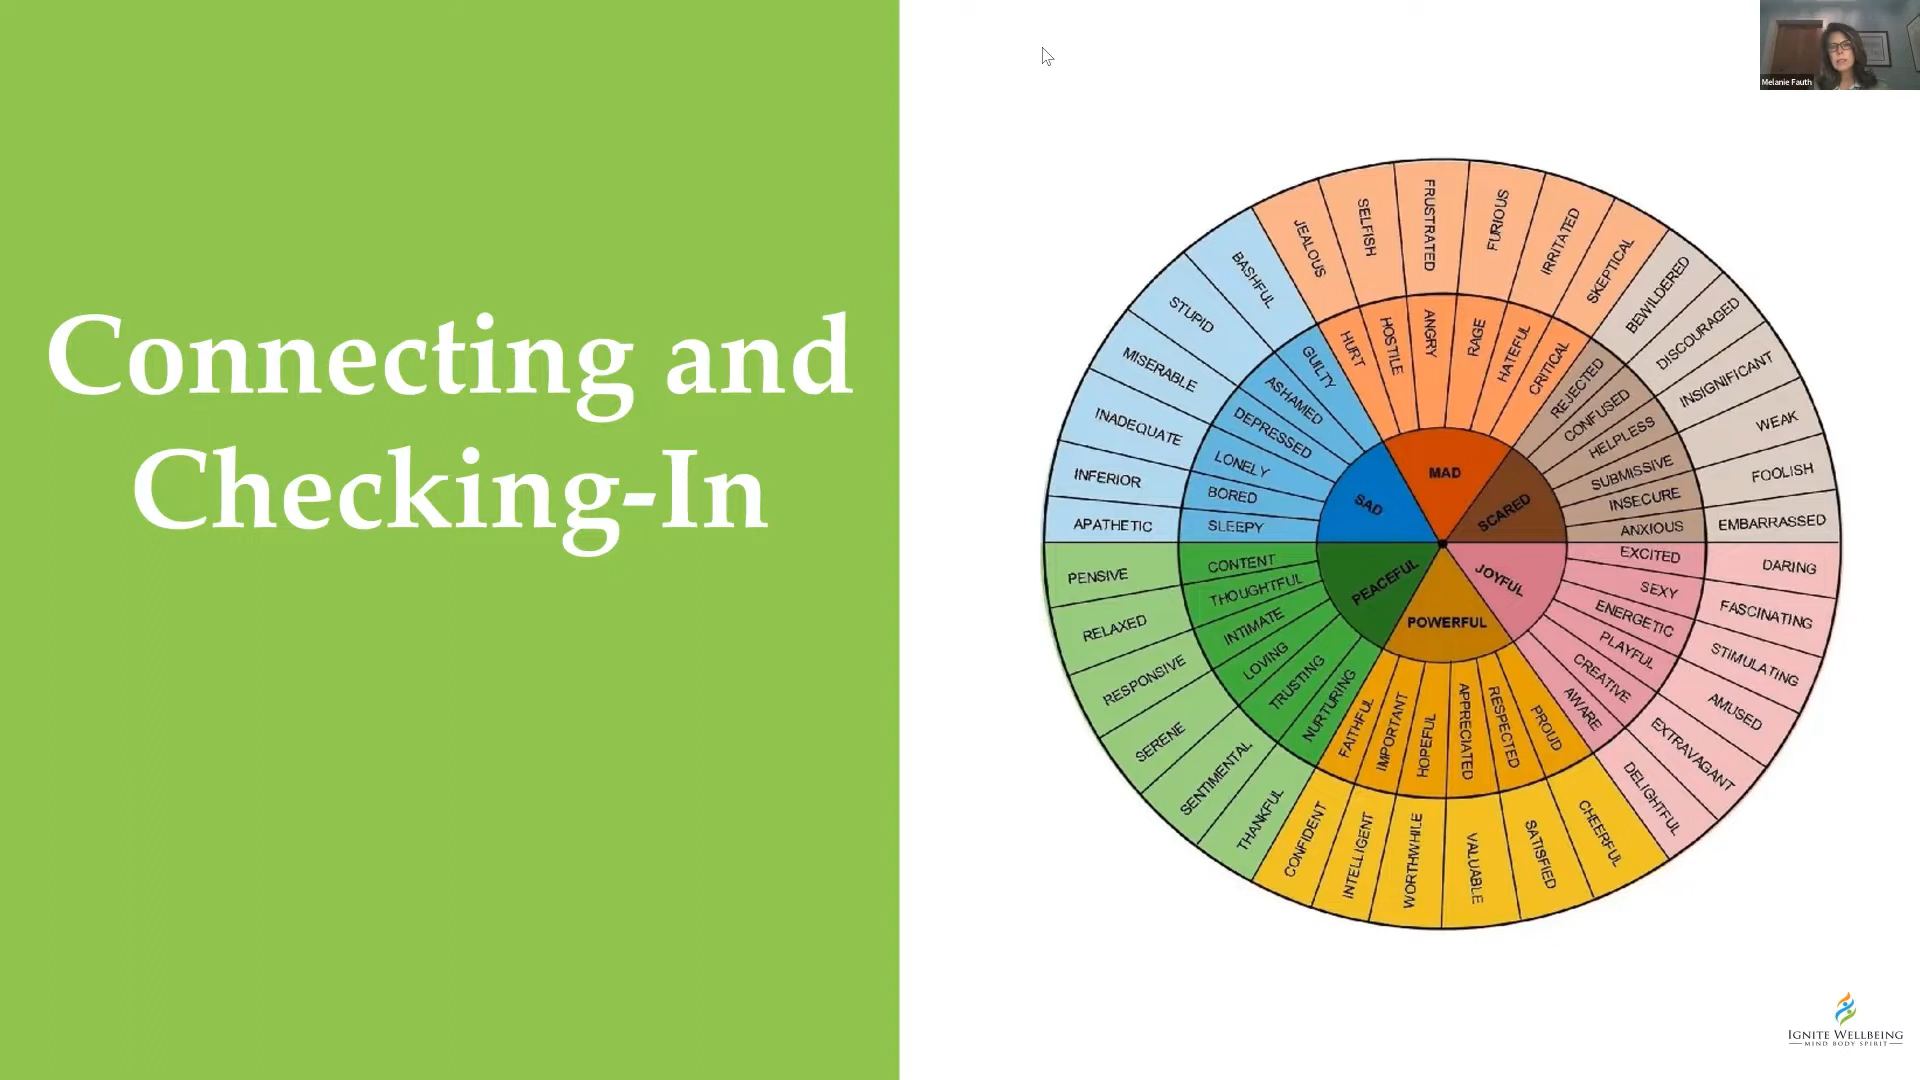 Connecting and
Checking-In
Melanie Fauth
JEALOUS
SELFISH
FRUSTRATED
FURIOUS
IRRITATED
SKEPTICAL
BEWILDERED
DISCOURAGED
INSIGNIFICANT
WEAK
FOOLISH
EMBARRASSED
DARING
FASCINATING
STIMULATING
AMUSED
EXTRAVAGANT
DELIGHTFUL
CHEERFUL
SATISFIED
VALUABLE
WORTHWHILE
INTELLIGENT
CONFIDENT
THANKFUL
SENTIMENTAL
SERENE
RESPONSIVE
RELAXED
PENSIVE
APATHETIC
INFERIOR
INADEQUATE
MISERABLE
STUPID
BASHFUL
HURT
HOSTILE
ANGRY
RAGE
HATEFUL
CRITICAL
REJECTED
CONFUSED
HELPLESS
SUBMISSIVE
INSECURE
ANXIOUS
EXCITED
SEXY
ENERGETIC
PLAYFUL
CREATIVE
AWARE
PROUD
RESPECTED
APPRECIATED
HOPEFUL
IMPORTANT
FAITHFUL
NURTURING
TRUSTING
LOVING
INTIMATE
THOUGHTFUL
CONTENT
SLEEPY
BORED
LONELY
DEPRESSED
ASHAMED
GUILTY
MAD
SCARED
JOYFUL
POWERFUL
PEACEFUL
SAD
IGNITE WELLBEING
MIND BODY SPIRIT